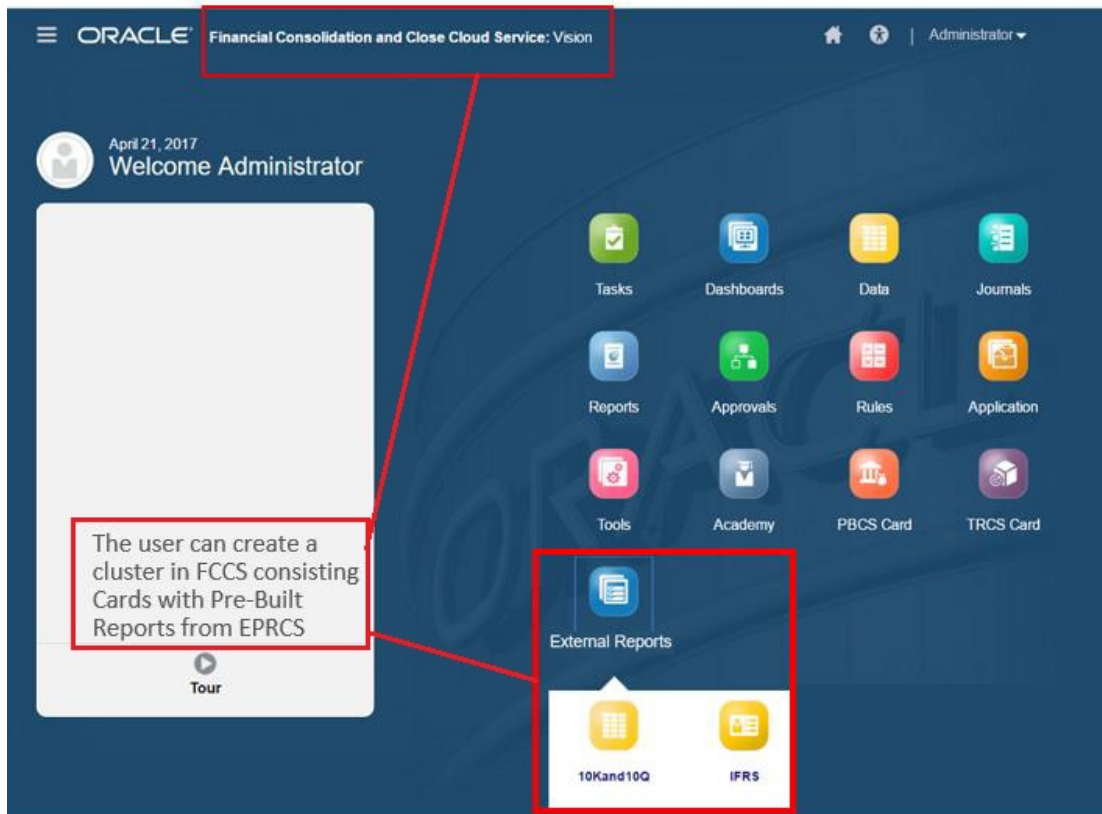 ORACLE Financial Consolidation and Close Cloud Service: Vision Administrator
April 21, 2017
Welcome Administrator
Tasks Dashboards Data Journals
Reports Approvals Rules Application
Tools Academy PBCS Card TRCS Card
The user can create a
cluster in FCCS consisting
Cards with Pre-Built
Reports from EPRCS
Tour
External Reports
10Kand10Q IFRS